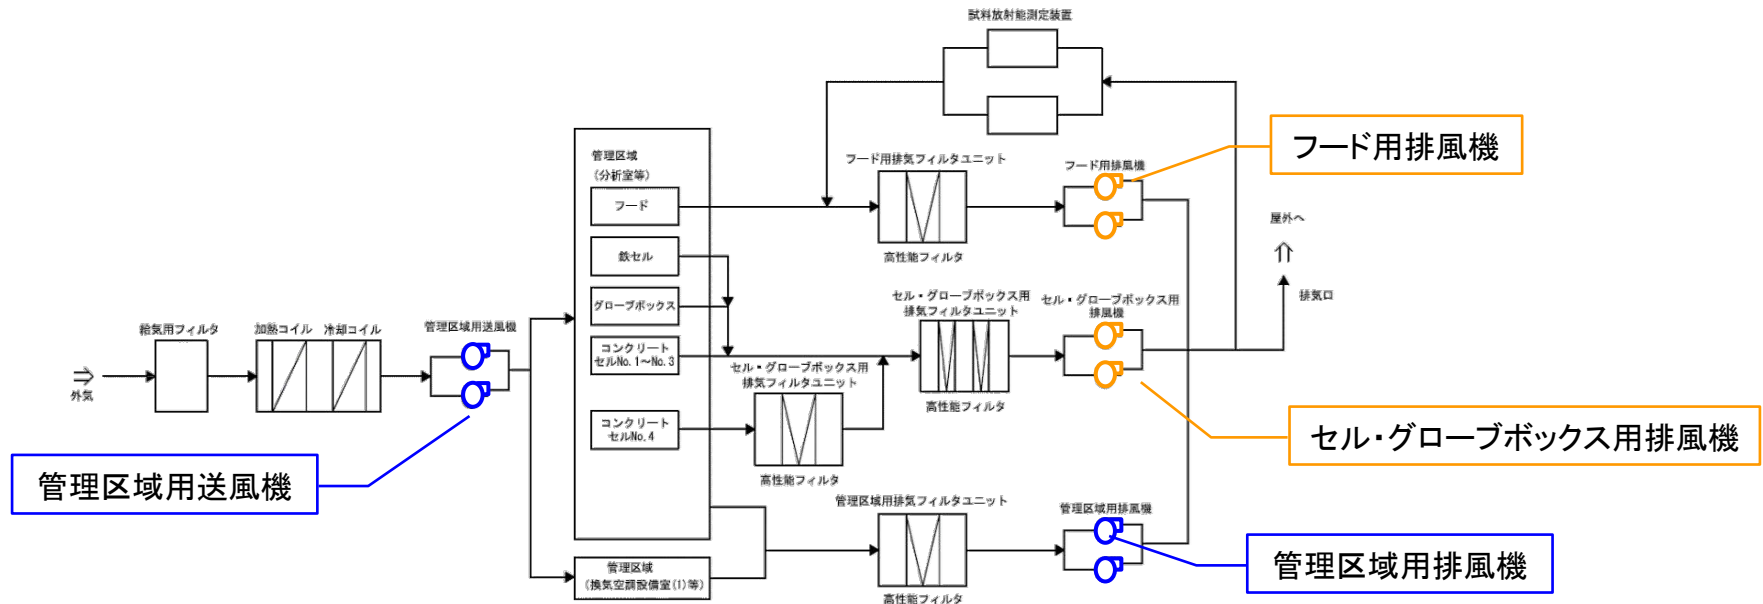 試料放射能測定装置
フード用排風機
管理区域
(分析室等)
フード用排気フィルタユニット
フード用排風機
フード
屋外へ
鉄セル
高性能フィルタ
グローブボックス
セル・グローブボックス用
排気フィルタユニット
セル・グローブボックス用
排風機
排気口
給気用フィルタ
加熱コイル
冷却コイル
管理区域用送風機
コンクリート
セルNo.1~No.3
セル・グローブボックス用
排気フィルタユニット
外気
高性能フィルタ
コンクリート
セルNo.4
セル・グローブボックス用排風機
管理区域用送風機
高性能フィルタ
管理区域用排気フィルタユニット
管理区域用排風機
管理区域
(換気空調設備室(1)等)
管理区域用排風機
高性能フィルタ